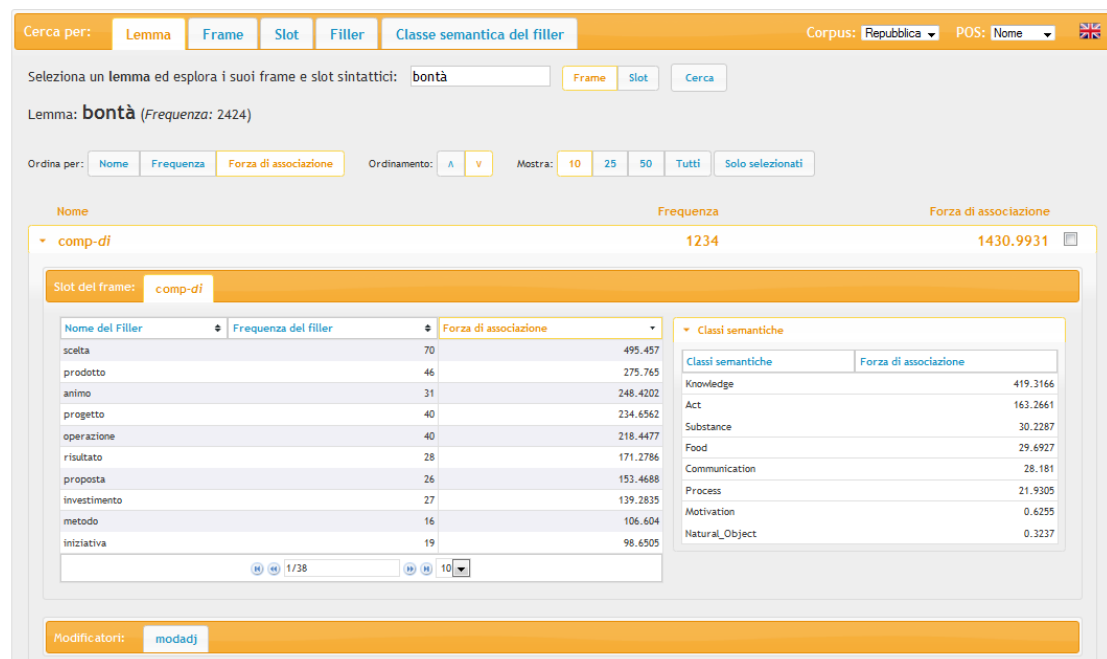 Cerca per: Lemma Frame Slot Filler Classe semantica del filler Corpus: Repubblica POS: Nome
Seleziona un lemma ed esplora i suoi frame e slot sintattici: bontà Frame Slot Cerca
Lemma: bontà (Frequenza: 2424)
Ordina per: Nome Frequenza Forza di associazione Ordinamento: ∧ ∨ Mostra: 10 25 50 Tutti Solo selezionati
Nome Frequenza Forza di associazione
comp-di 1234 1430.9931
Slot del frame: comp-di
Nome del Filler Frequenza del filler Forza di associazione
scelta 70 495.457
prodotto 46 275.765
animo 31 248.4202
progetto 40 234.6562
operazione 40 218.4477
risultato 28 171.2786
proposta 26 153.4688
investimento 27 139.2835
metodo 16 106.604
iniziativa 19 98.6505
1/38 10
Classi semantiche
Classi semantiche Forza di associazione
Knowledge 419.3166
Act 163.2661
Substance 30.2287
Food 29.6927
Communication 28.181
Process 21.9305
Motivation 0.6255
Natural_Object 0.3237
Modificatori: modadj